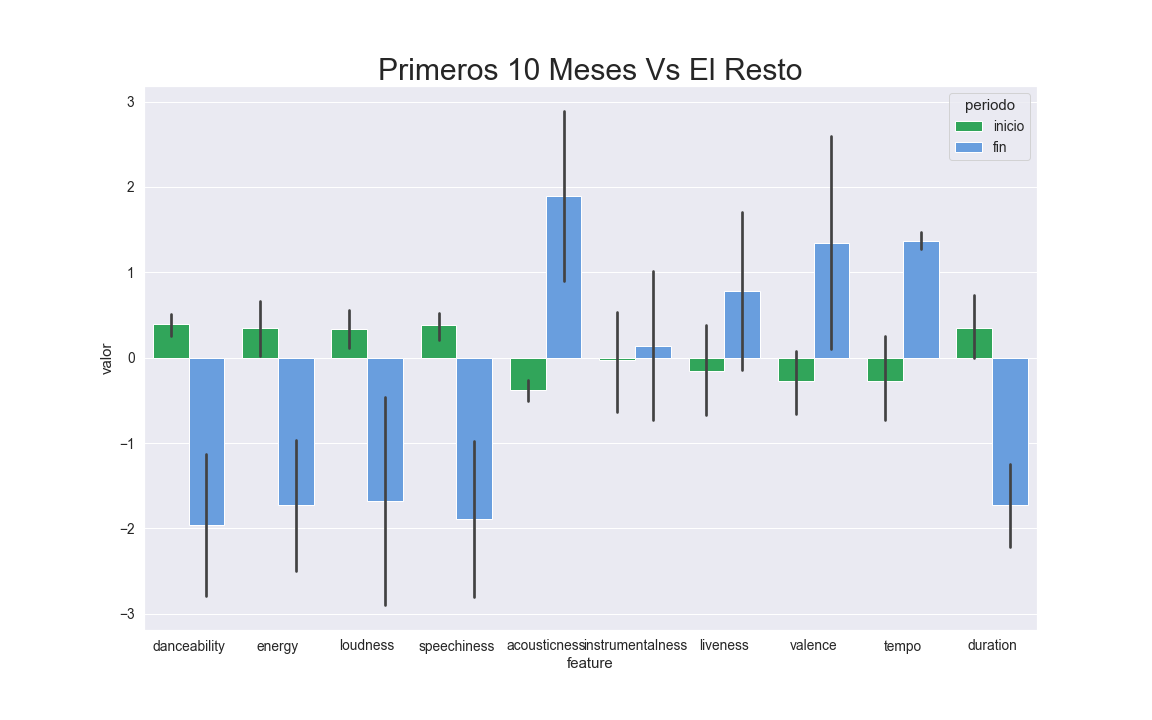 Primeros 10 Meses Vs El Resto
periodo
inicio
fin
3
2
1
0
−1
−2
−3
valor
danceability energy loudness speechiness acousticness instrumentalness liveness valence tempo duration
feature